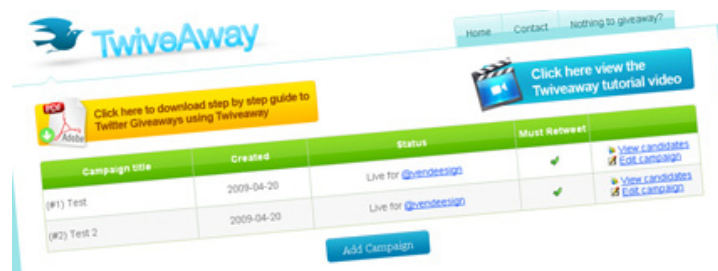 TwiveAway
Home Contact Nothing to giveaway?
PDF
Adobe
Click here to download step by step guide to
Twitter Giveaways using Twiveaway
Click here view the
Twiveaway tutorial video
Campaign title Created Status Must Retweet
(#1) Test 2009-04-20 Live for @vendeesign View candidates
Edit campaign
(#2) Test 2 2009-04-20 Live for @vendeesign View candidates
Edit campaign
Add Campaign